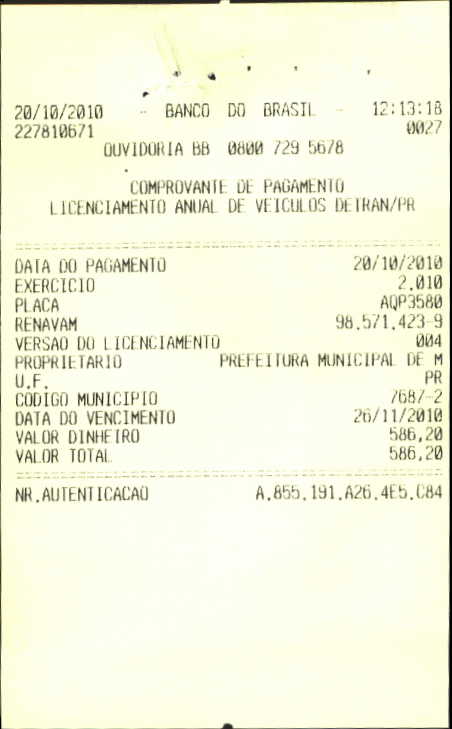 20/10/2010 - BANCO DO BRASIL - 12:13:18
227810671 0027
OUVIDORIA BB 0800 729 5678
COMPROVANTE DE PAGAMENTO
LICENCIAMENTO ANUAL DE VEICULOS DETRAN/PR
DATA DO PAGAMENTO 20/10/2010
EXERCICIO 2.010
PLACA AQP3580
RENAVAM 98.571.423-9
VERSAO DO LICENCIAMENTO 004
PROPRIETARIO PREFEITURA MUNICIPAL DE M
U.F. PR
CODIGO MUNICIPIO 7687-2
DATA DO VENCIMENTO 26/11/2010
VALOR DINHEIRO 586,20
VALOR TOTAL 586,20
NR.AUTENTICACAO A.855.191.A26.4E5.C84